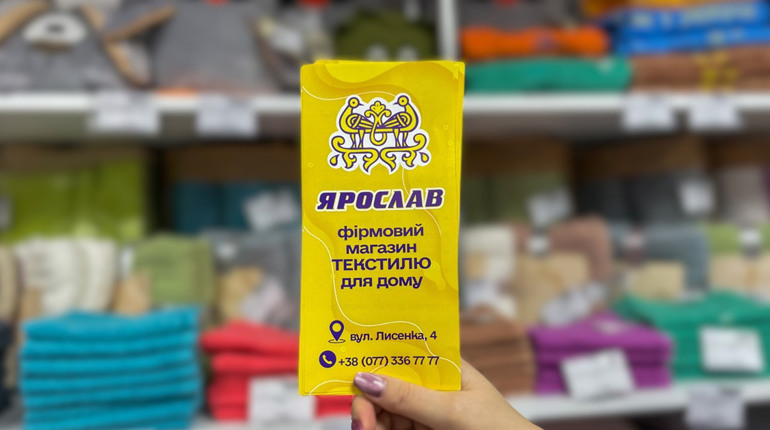 ЯРОСЛАВ
фірмовий
магазин
ТЕКСТИЛЮ
для дому
вул. Лисенка, 4
+38 (077) 336 77 77